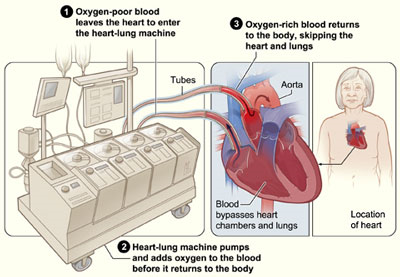 1 Oxygen-poor blood
leaves the heart to enter
the heart-lung machine
3 Oxygen-rich blood returns
to the body, skipping the
heart and lungs
Tubes
Aorta
Blood
bypasses heart
chambers and lungs
Location
of heart
2 Heart-lung machine pumps
and adds oxygen to the blood
before it returns to the body